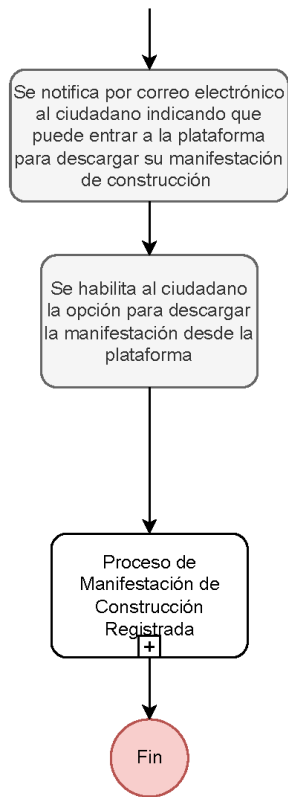 Se notifica por correo electrónico
al ciudadano indicando que
puede entrar a la plataforma
para descargar su manifestación
de construcción
Se habilita al ciudadano
la opción para descargar
la manifestación desde la
plataforma
Proceso de
Manifestación de
Construcción
Registrada
+
Fin